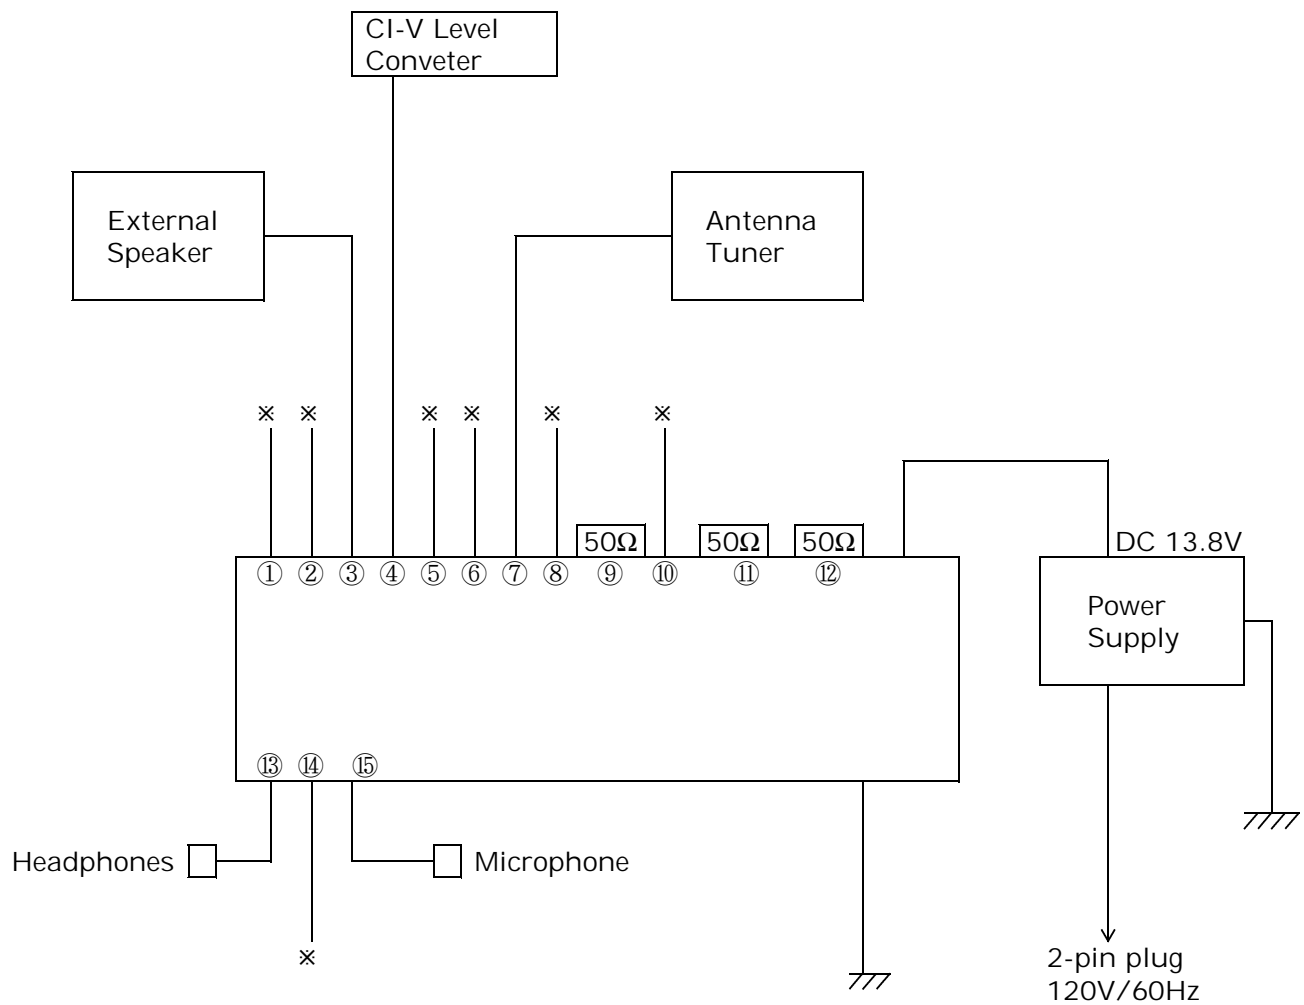 CI-V Level
Conveter
External
Speaker
Antenna
Tuner
※ ※ ※ ※ ※ ※
50Ω 50Ω 50Ω
DC 13.8V
① ② ③ ④ ⑤ ⑥ ⑦ ⑧ ⑨ ⑩ ⑪ ⑫
Power
Supply
⑬ ⑭ ⑮
Headphones
Microphone
※
2-pin plug
120V/60Hz